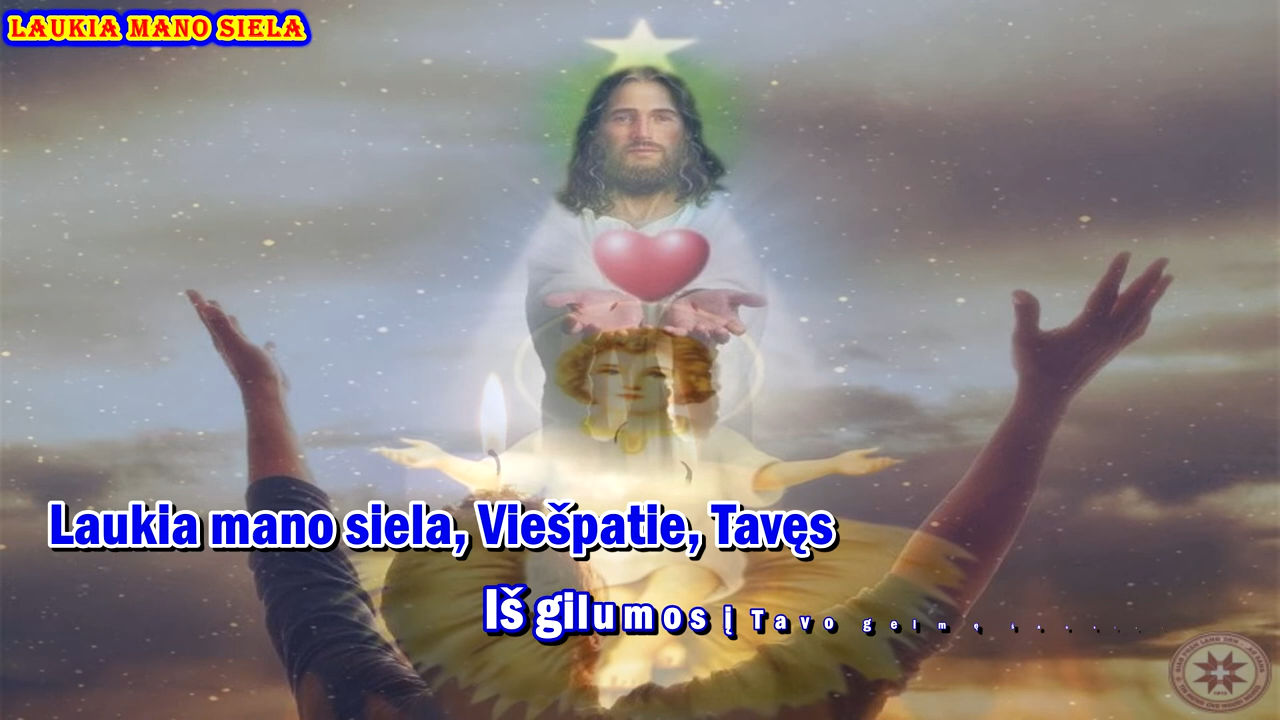 LAUKIA MANO SIELA
Laukia mano siela, Viešpatie, Tavęs
Iš gilumos į Tavo gelmę